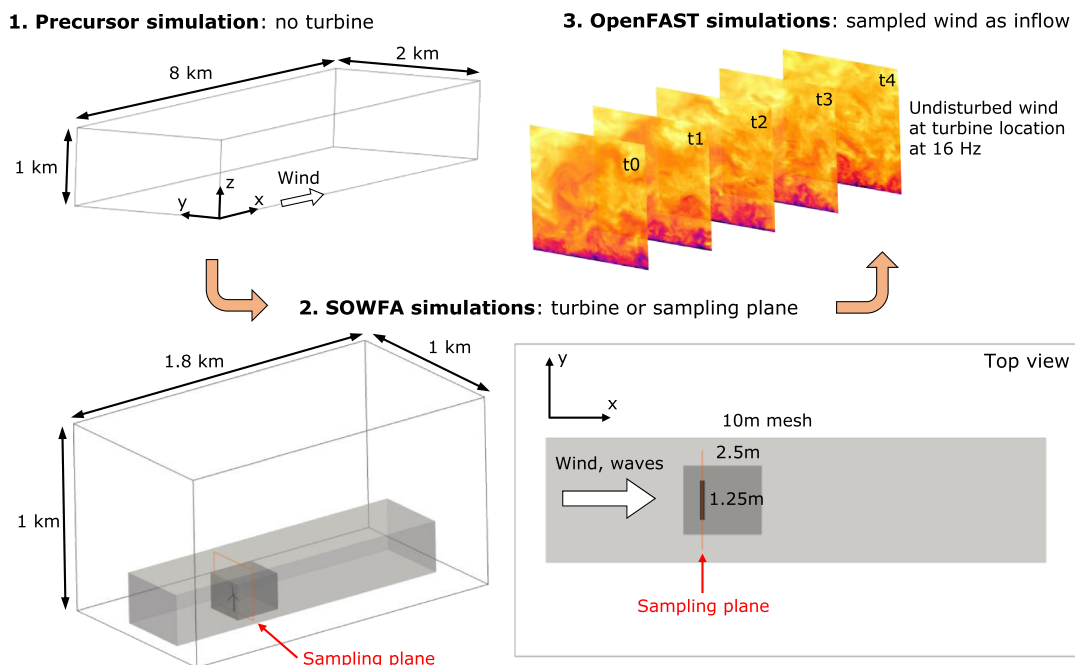 1. Precursor simulation: no turbine
8 km
2 km
1 km
z
y
x
Wind
3. OpenFAST simulations: sampled wind as inflow
t0
t1
t2
t3
t4
Undisturbed wind
at turbine location
at 16 Hz
2. SOWFA simulations: turbine or sampling plane
1.8 km
1 km
1 km
Sampling plane
Top view
y
x
10m mesh
2.5m
Wind, waves
1.25m
Sampling plane